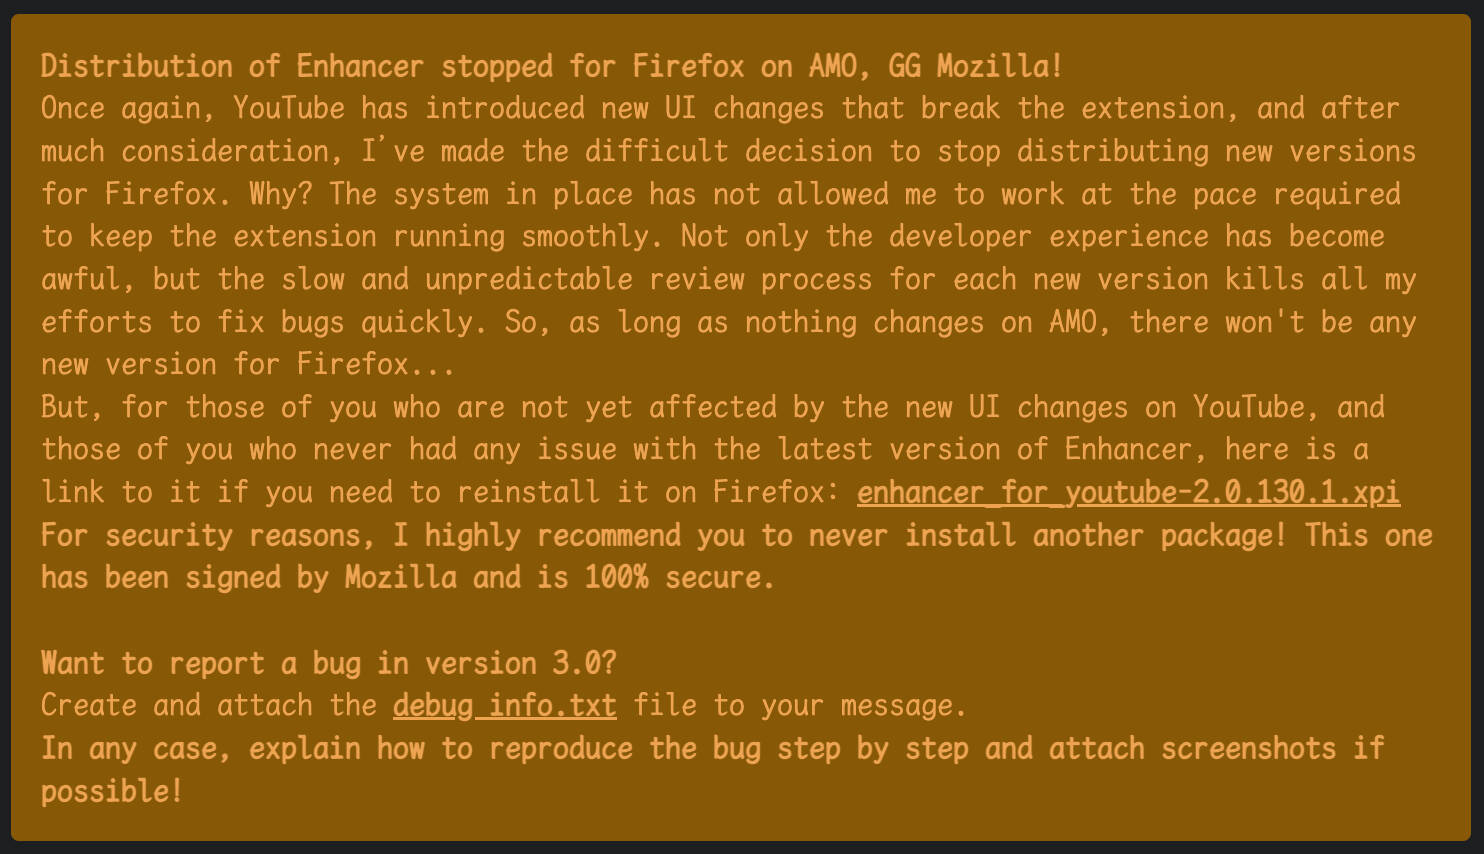 Distribution of Enhancer stopped for Firefox on AMO, GG Mozilla!
Once again, YouTube has introduced new UI changes that break the extension, and after
much consideration, I’ve made the difficult decision to stop distributing new versions
for Firefox. Why? The system in place has not allowed me to work at the pace required
to keep the extension running smoothly. Not only the developer experience has become
awful, but the slow and unpredictable review process for each new version kills all my
efforts to fix bugs quickly. So, as long as nothing changes on AMO, there won't be any
new version for Firefox...
But, for those of you who are not yet affected by the new UI changes on YouTube, and
those of you who never had any issue with the latest version of Enhancer, here is a
link to it if you need to reinstall it on Firefox: enhancer_for_youtube-2.0.130.1.xpi
For security reasons, I highly recommend you to never install another package! This one
has been signed by Mozilla and is 100% secure.
Want to report a bug in version 3.0?
Create and attach the debug_info.txt file to your message.
In any case, explain how to reproduce the bug step by step and attach screenshots if
possible!